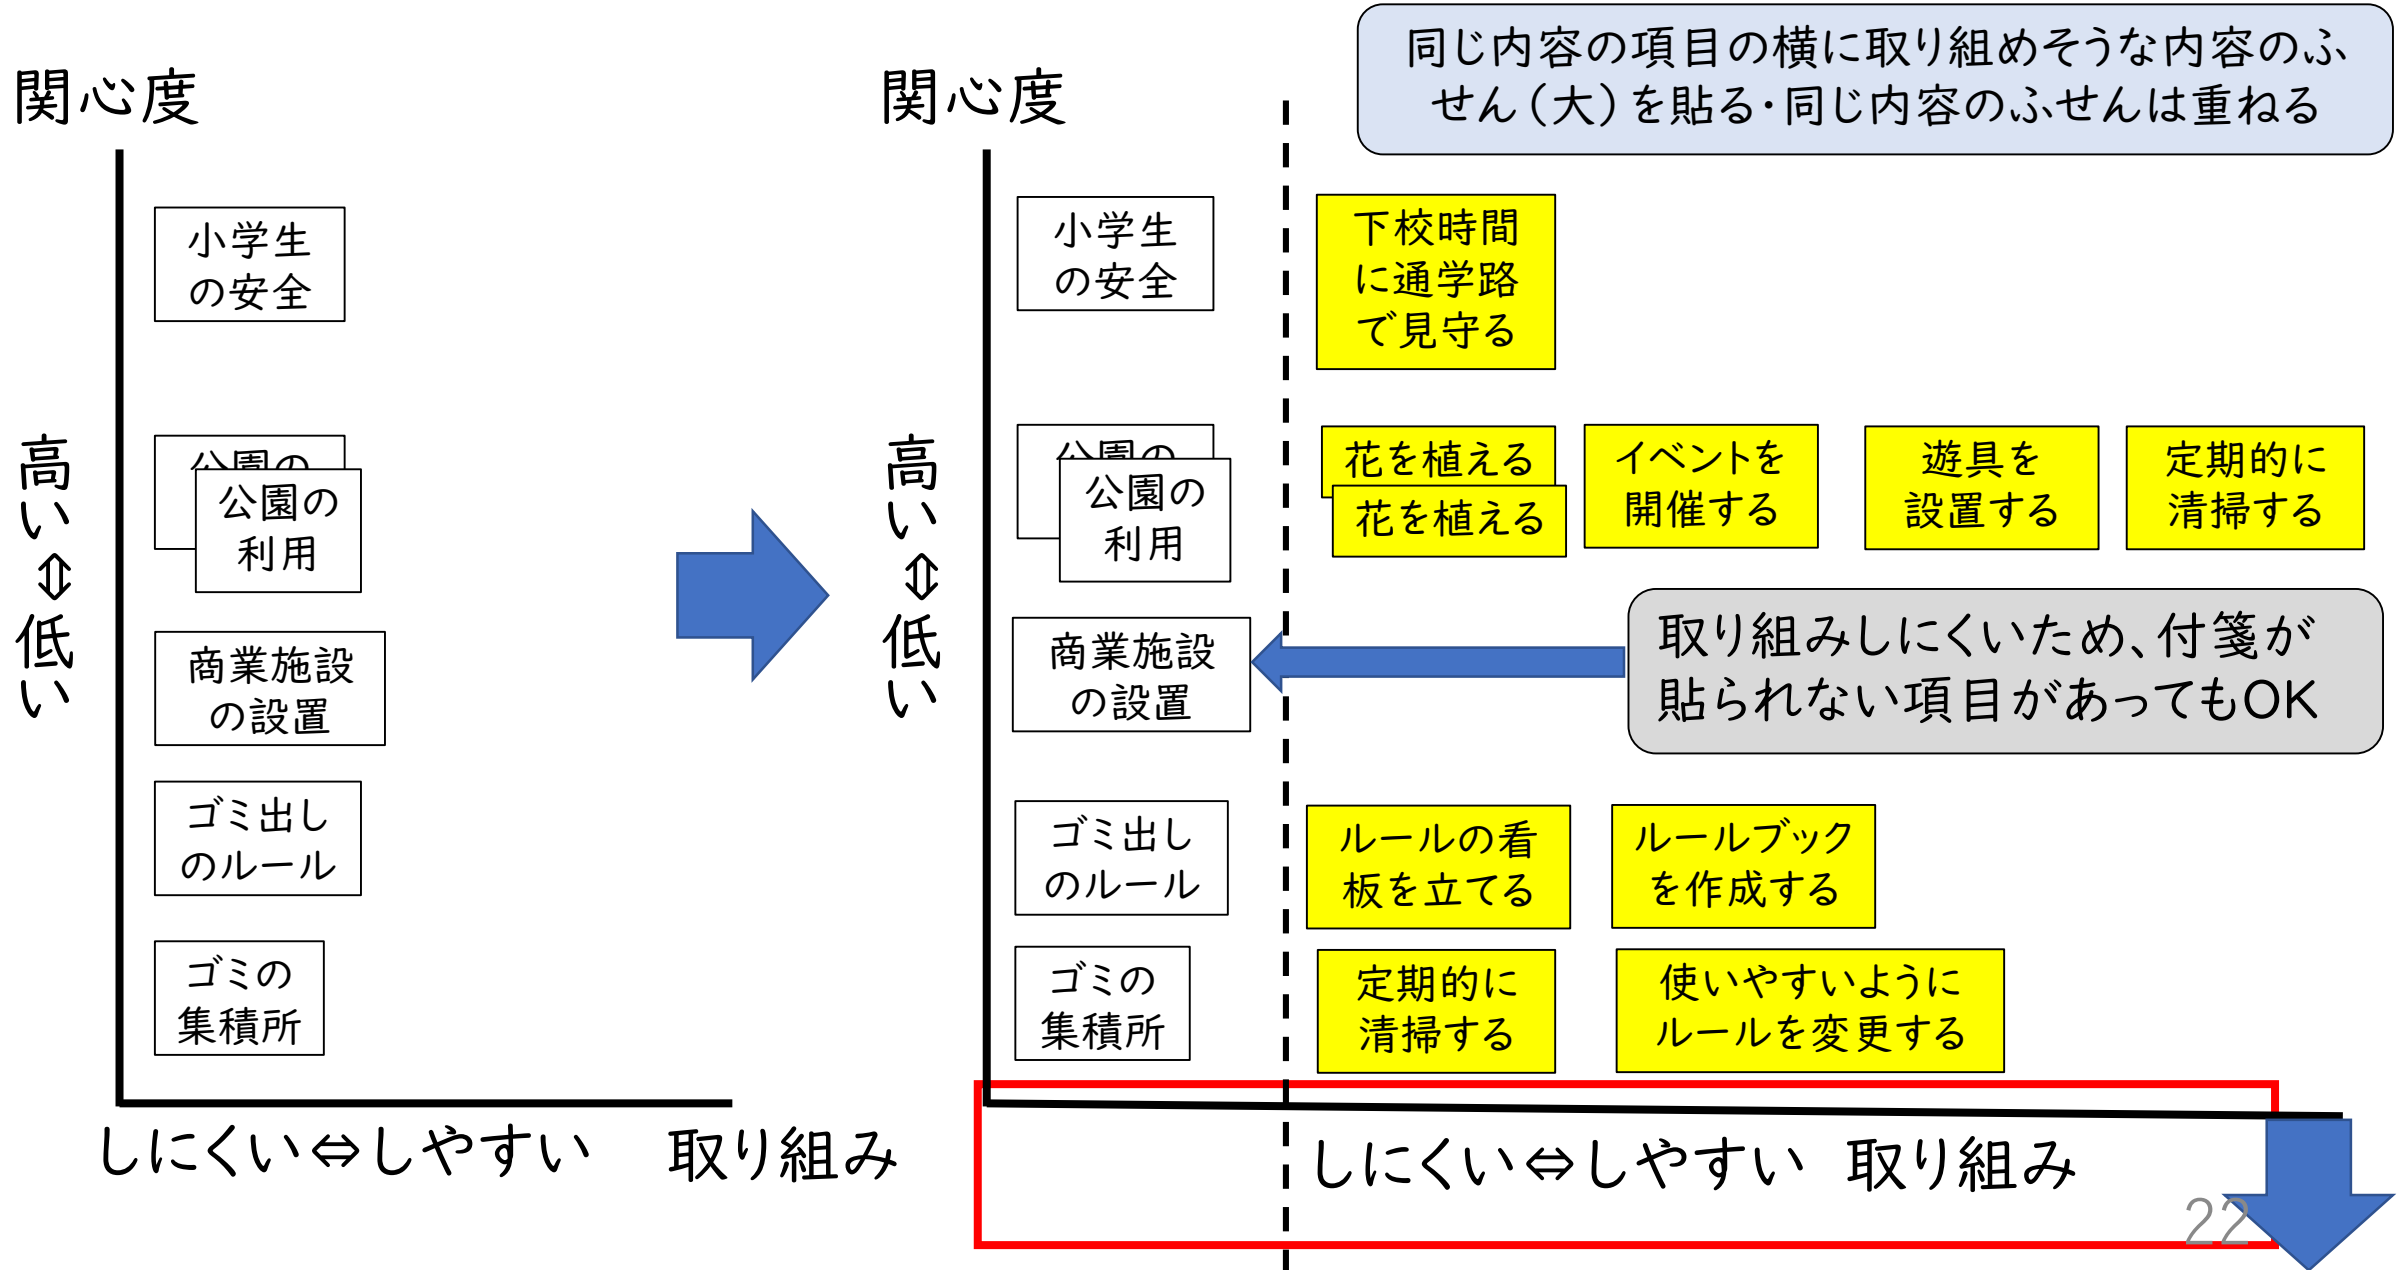 関心度
高い⇔低い
小学生
の安全
公園の
公園の
利用
商業施設
の設置
ゴミ出し
のルール
ゴミの
集積所
しにくい⇔しやすい 取り組み
同じ内容の項目の横に取り組めそうな内容のふ
せん（大）を貼る・同じ内容のふせんは重ねる
関心度
高い⇔低い
小学生
の安全
下校時間
に通学路
で見守る
公園の
公園の
利用
花を植える
花を植える
イベントを
開催する
遊具を
設置する
定期的に
清掃する
商業施設
の設置
取り組みしにくいため、付箋が
貼られない項目があってもOK
ゴミ出し
のルール
ルールの看
板を立てる
ルールブック
を作成する
ゴミの
集積所
定期的に
清掃する
使いやすいように
ルールを変更する
しにくい⇔しやすい 取り組み
22